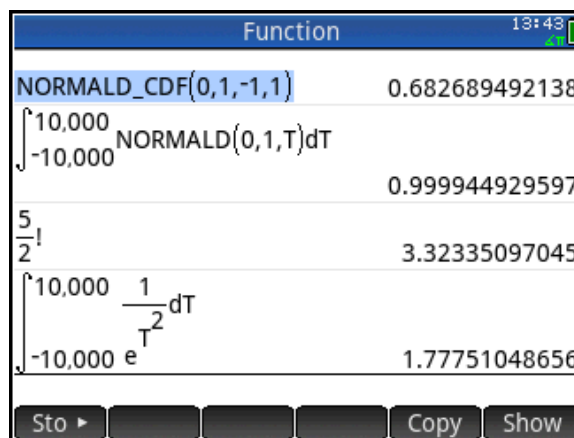 Function
13:43
∡π
NORMALD_CDF(0,1,-1,1)
0.682689492138
∫-10,000^10,000 NORMALD(0,1,T)dT
0.999944929597
5/2!
3.32335097045
∫-10,000^10,000 1/e^T^2 dT
1.77751048656
Sto ▸
Copy
Show